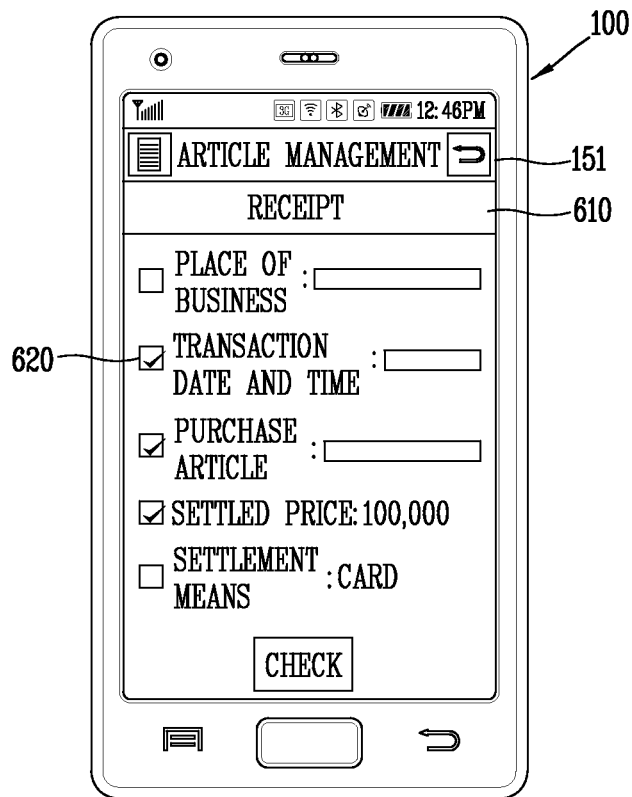 100
3G 12:46PM
ARTICLE MANAGEMENT
151
RECEIPT
610
PLACE OF
BUSINESS :
620
TRANSACTION
DATE AND TIME :
PURCHASE
ARTICLE :
SETTLED PRICE:100,000
SETTLEMENT
MEANS :CARD
CHECK